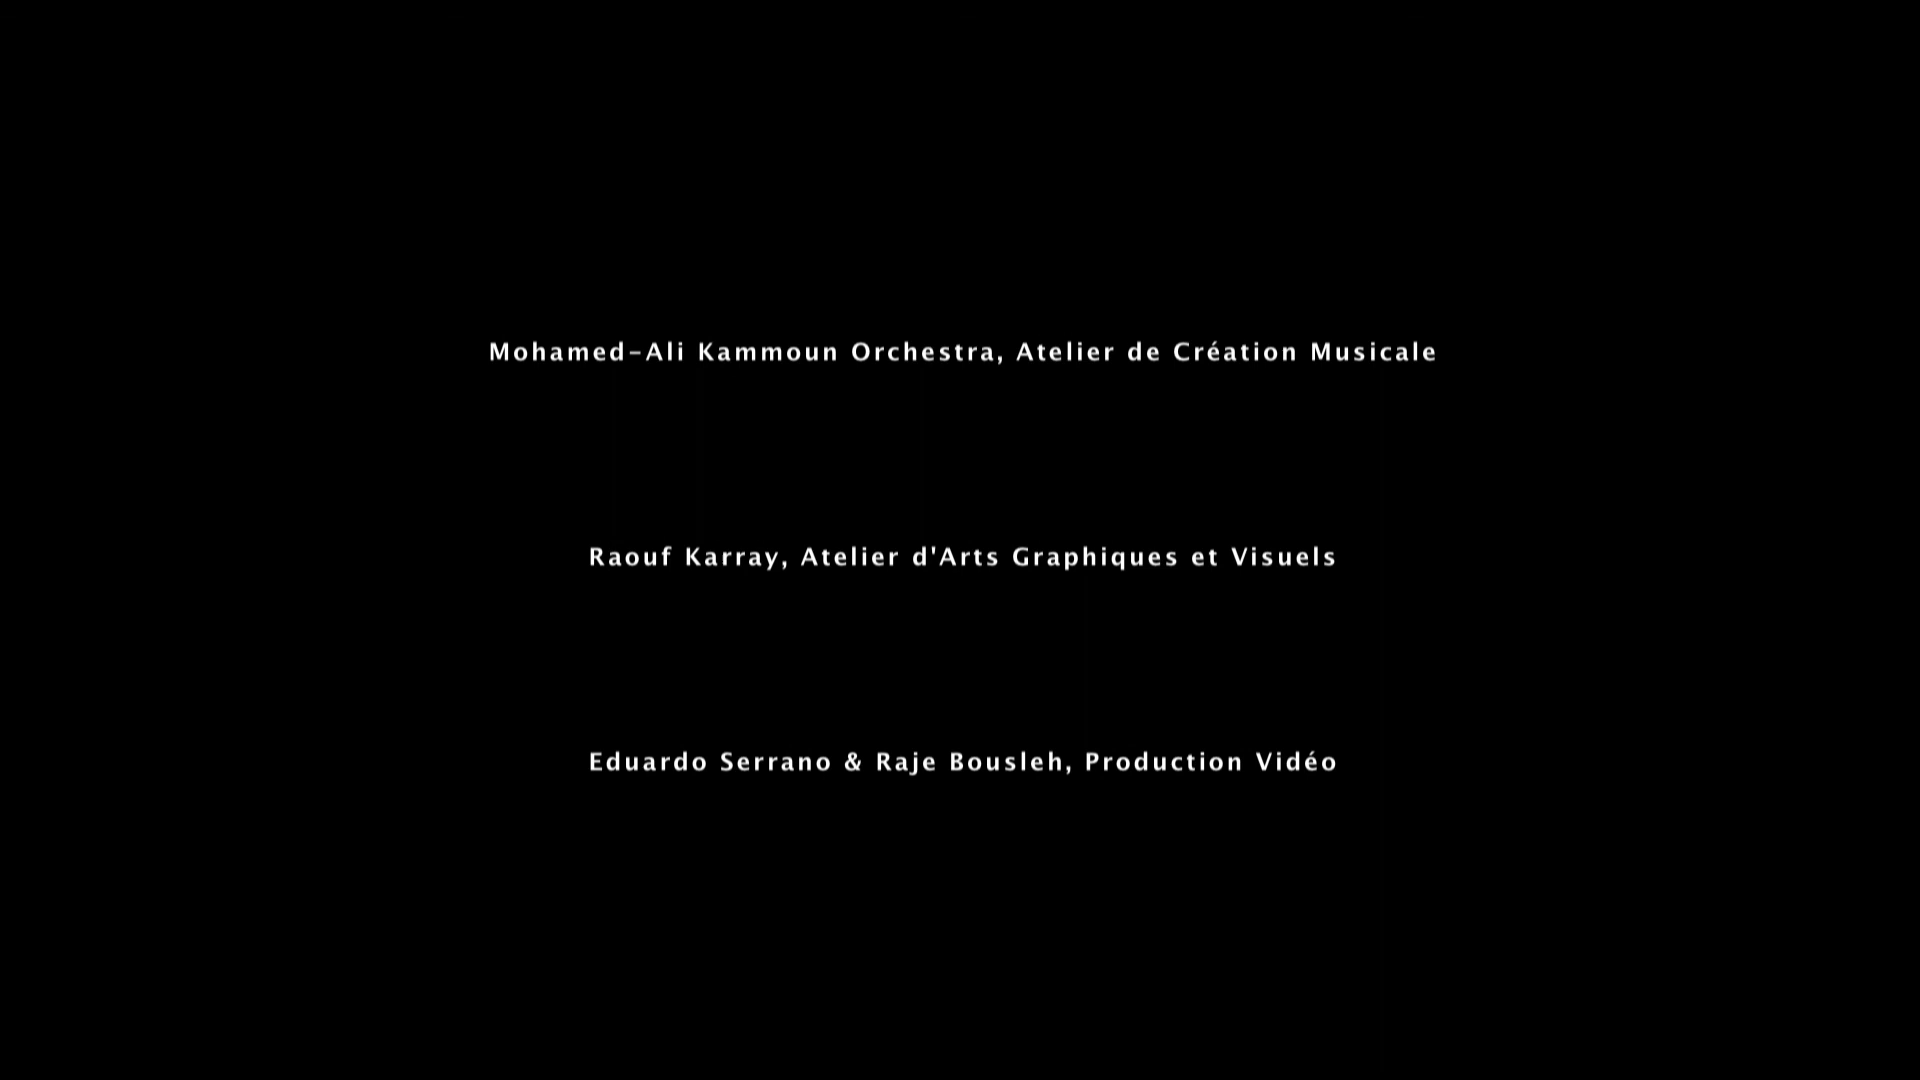 Mohamed-Ali Kammoun Orchestra, Atelier de Création Musicale
Raouf Karray, Atelier d'Arts Graphiques et Visuels
Eduardo Serrano & Raje Bousleh, Production Vidéo